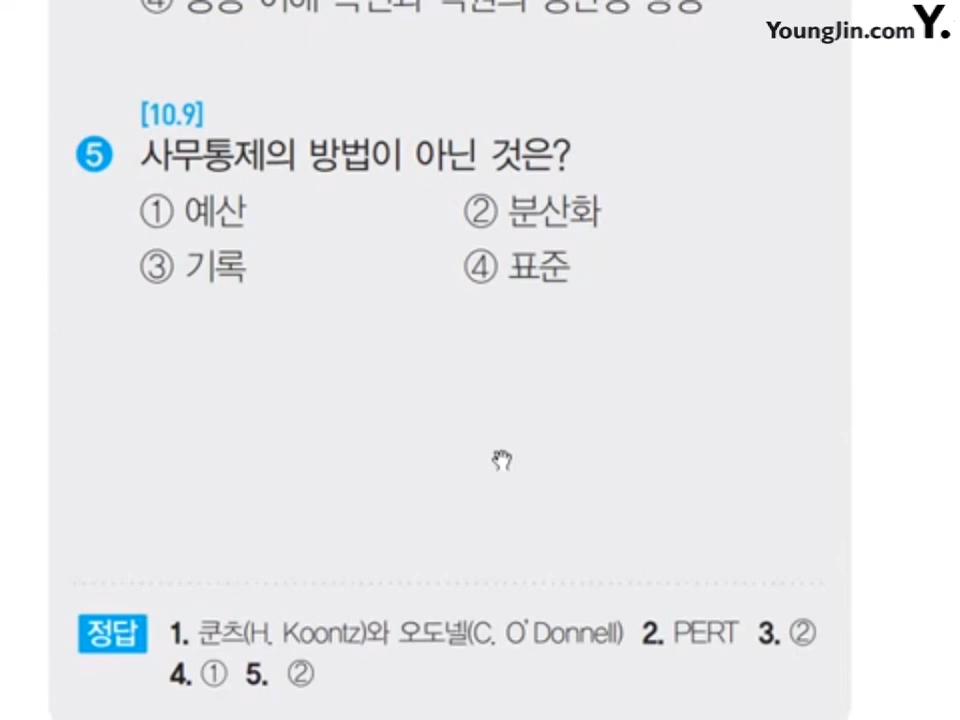 YoungJin.com Y.
[10.9]
5 사무통제의 방법이 아닌 것은?
① 예산 ② 분산화
③ 기록 ④ 표준
정답 1. 쿤츠(H. Koontz)와 오도넬(C. O'Donnell) 2. PERT 3. ②
4. ① 5. ②